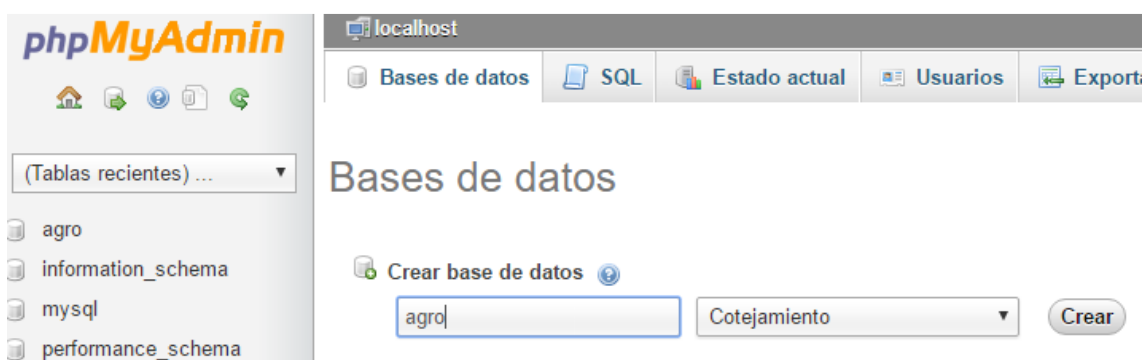 phpMyAdmin
(Tablas recientes) ...
agro
information_schema
mysql
performance_schema
localhost
Bases de datos SQL Estado actual Usuarios Exporta
Bases de datos
Crear base de datos
agro Cotejamiento Crear